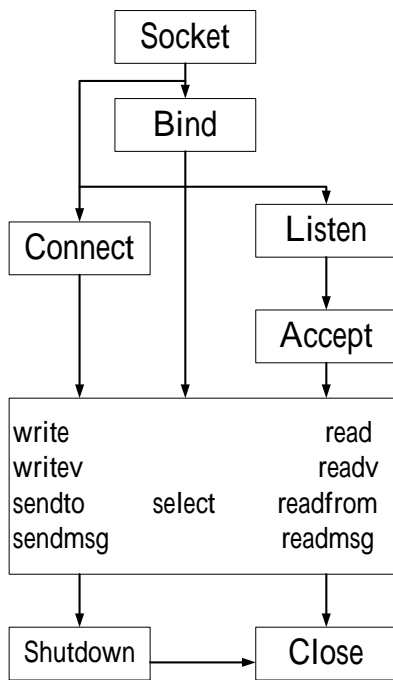 Socket
Bind
Listen
Connect
Accept
write read
writev readv
sendto select readfrom
sendmsg readmsg
Shutdown Close